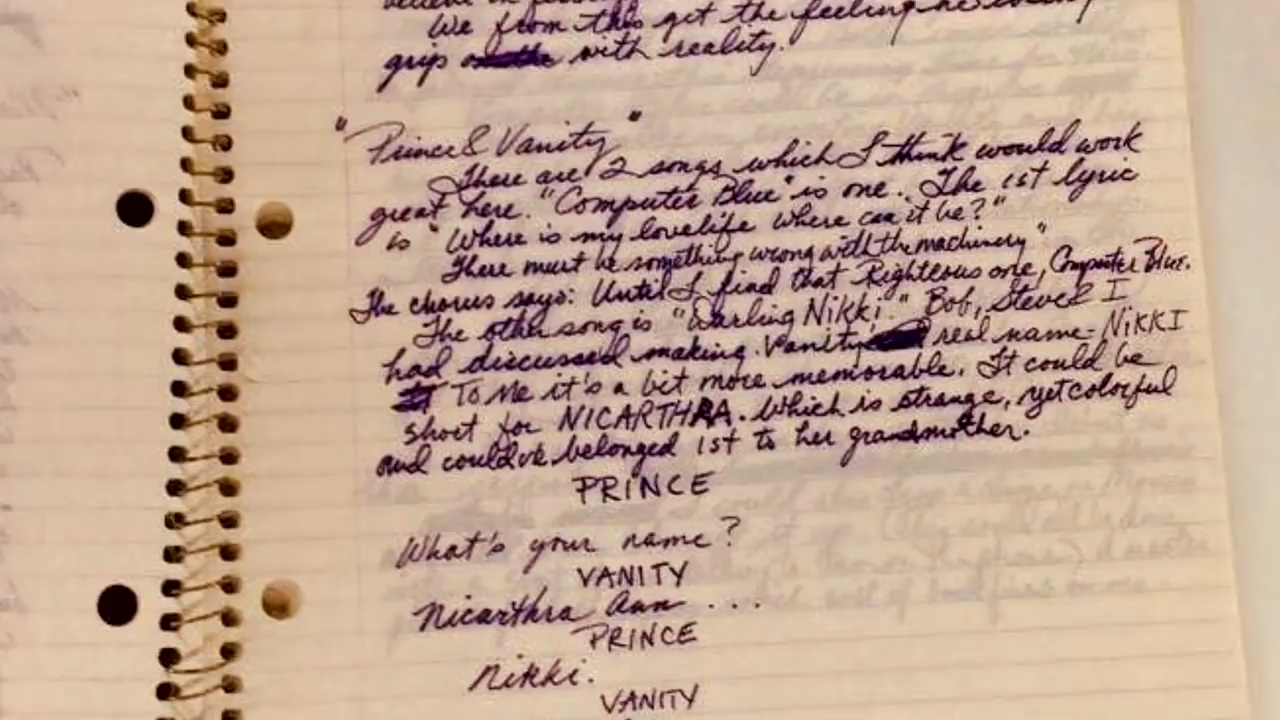 We from this get the feeling he
grip with reality.
"Prince & Vanity"
There are 2 songs which I think would work
great here. "Computer Blue" is one. The 1st lyric
is "Where is my lovelife where can it be?"
There must be something wrong with the machinery"
The chorus says: Until I find that Righteous one, Computer Blue.
The other song is "Darling Nikki." Bob, Steve & I
had discussed making Vanity real name - NIKKI
To Me it's a bit more memorable. It could be
short for NICARTHRA. Which is strange, yet colorful
and could've belonged 1st to her grandmother.
PRINCE
What's your name?
VANITY
Nicarthra Ann ...
PRINCE
Nikki.
VANITY